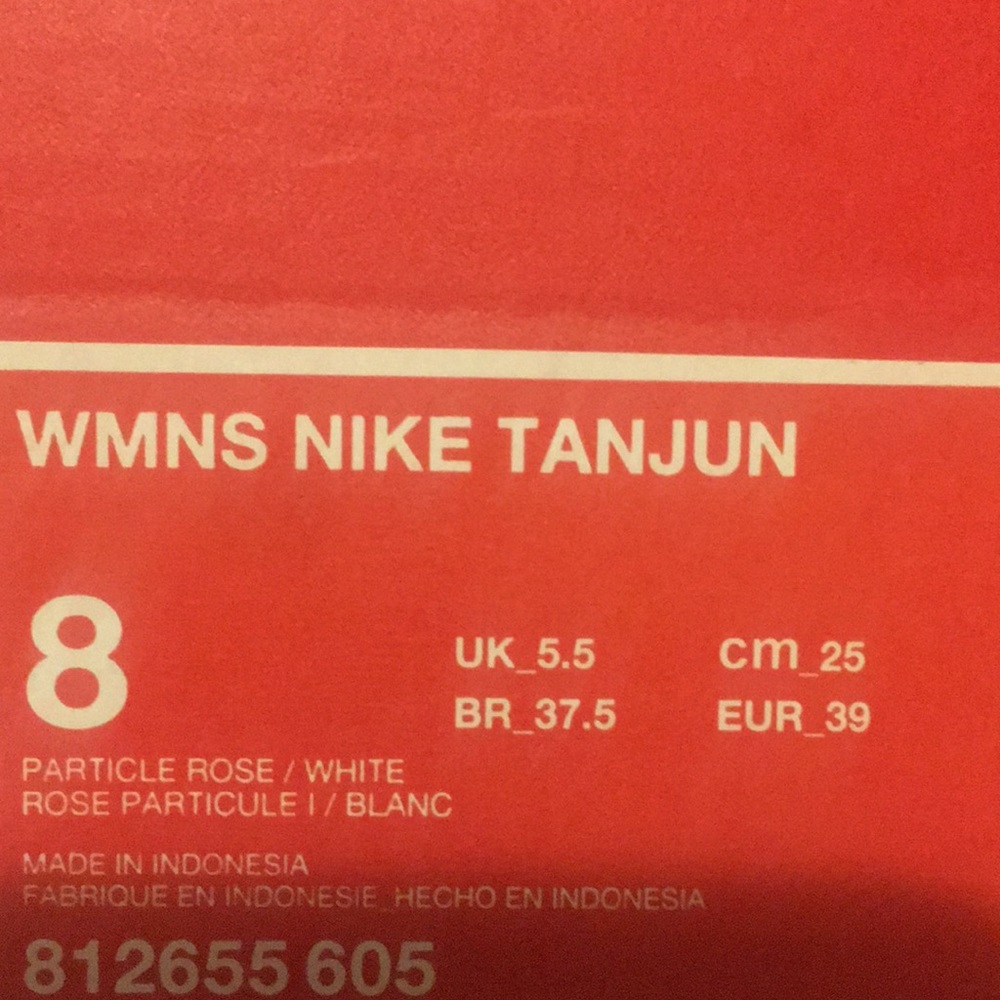 WMNS NIKE TANJUN
8
UK_5.5 cm_25
BR_37.5 EUR_39
PARTICLE ROSE / WHITE
ROSE PARTICULE I / BLANC
MADE IN INDONESIA
FABRIQUE EN INDONESIE_HECHO EN INDONESIA
812655 605